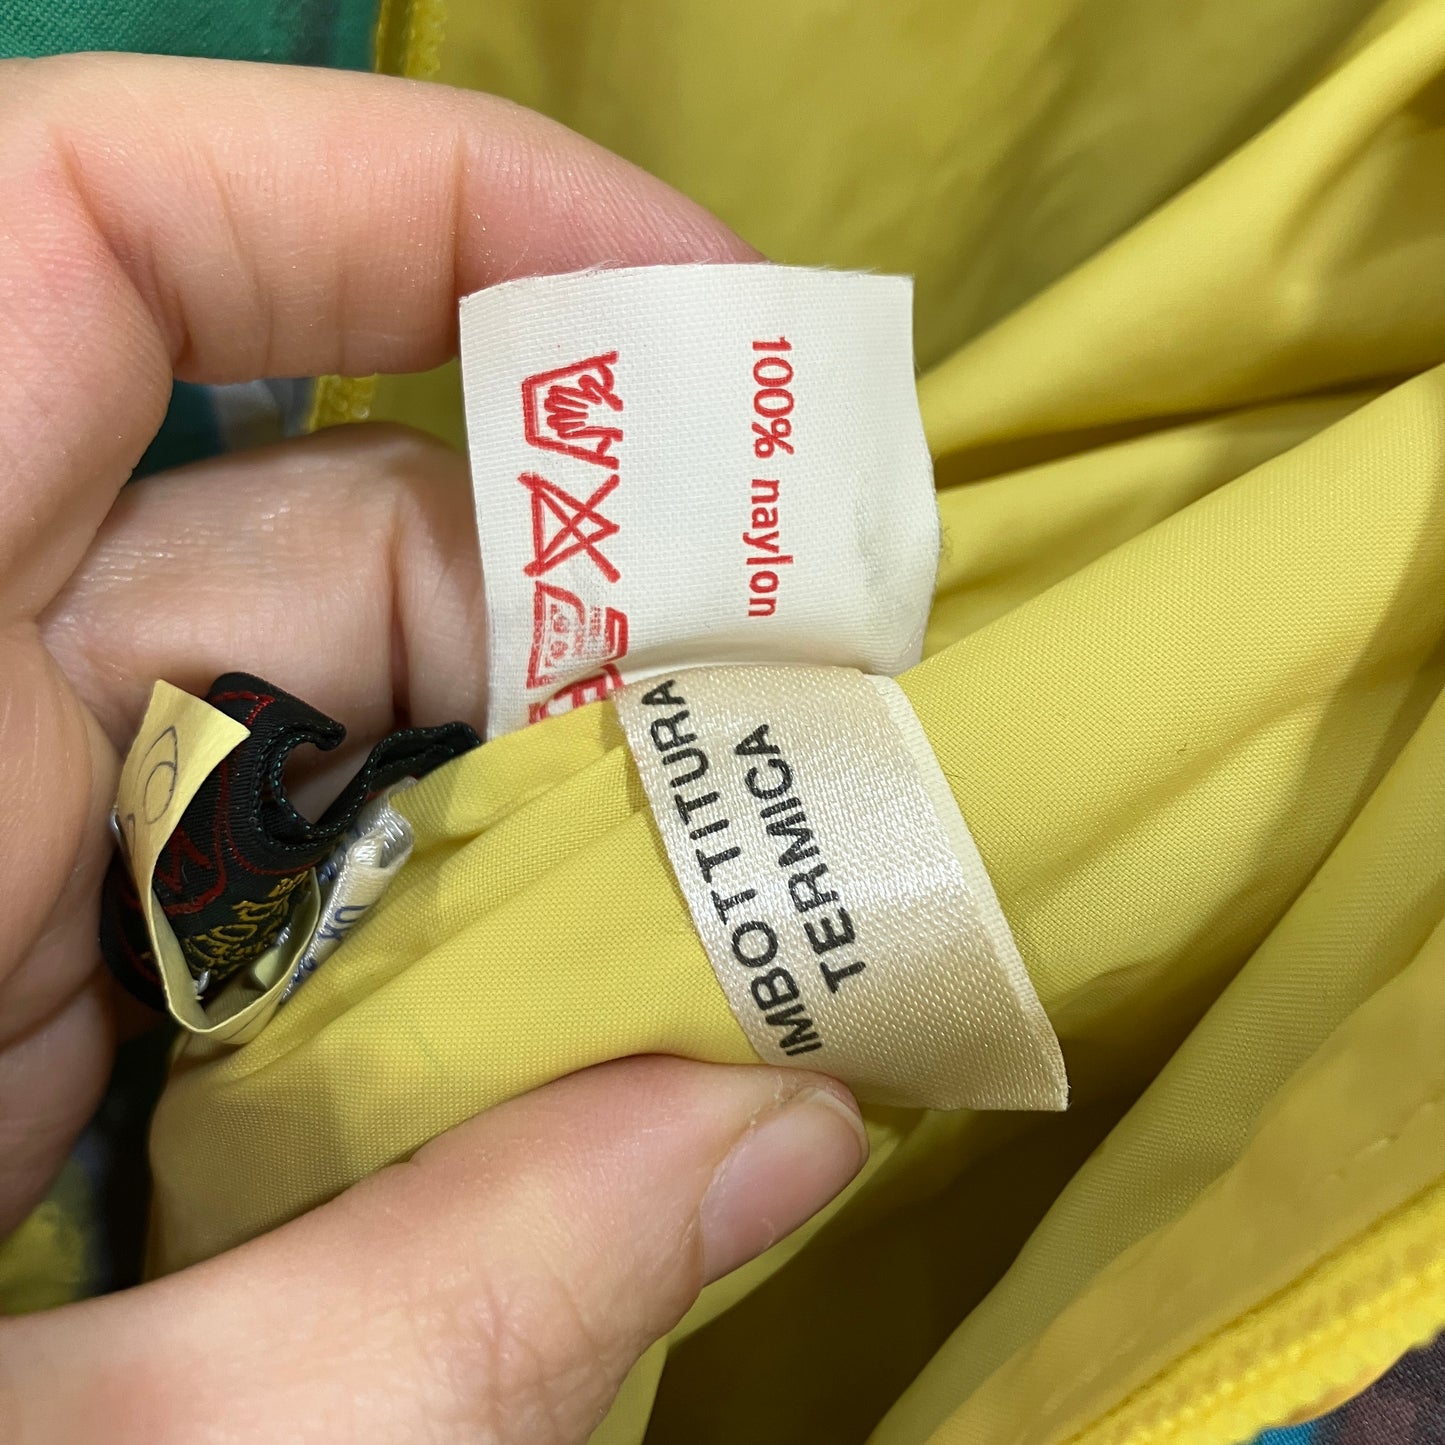 100% naylon
IMBOTTITURA
TERMICA